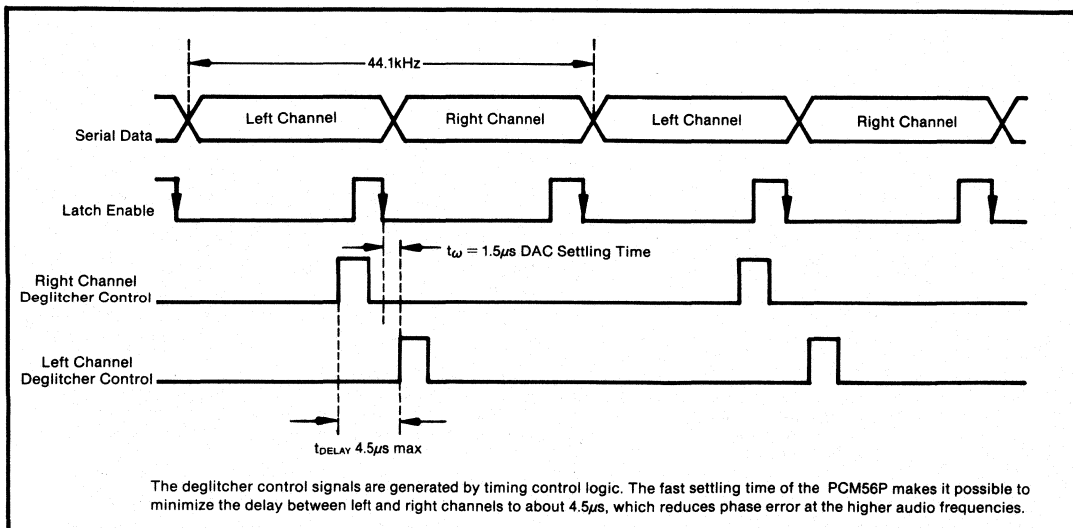 44.1kHz
Serial Data
Left Channel
Right Channel
Left Channel
Right Channel
Latch Enable
tω = 1.5μs DAC Settling Time
Right Channel
Deglitcher Control
Left Channel
Deglitcher Control
tDELAY 4.5μs max
The deglitcher control signals are generated by timing control logic. The fast settling time of the PCM56P makes it possible to
minimize the delay between left and right channels to about 4.5μs, which reduces phase error at the higher audio frequencies.